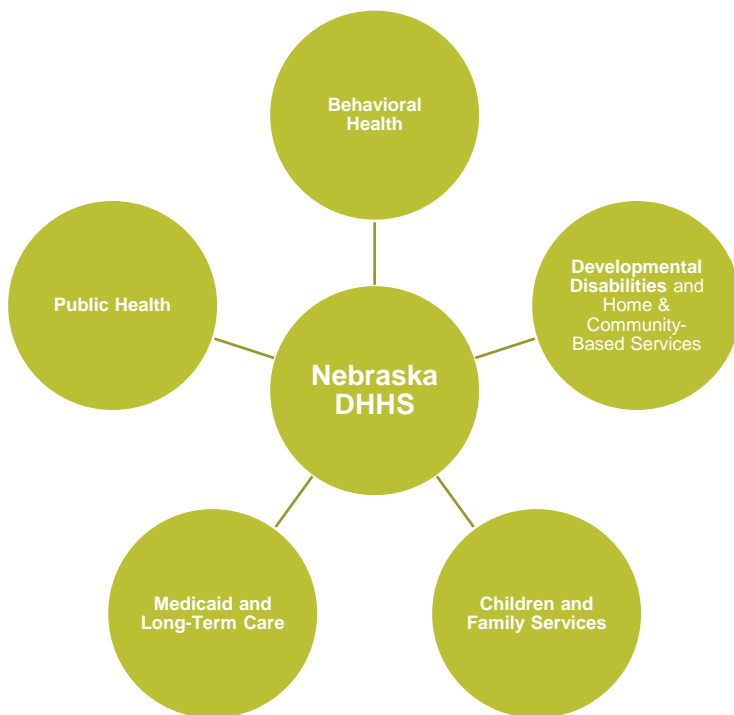 Behavioral
Health
Developmental
Disabilities and
Home &
Community-
Based Services
Public Health
Nebraska
DHHS
Medicaid and
Long-Term Care
Children and
Family Services